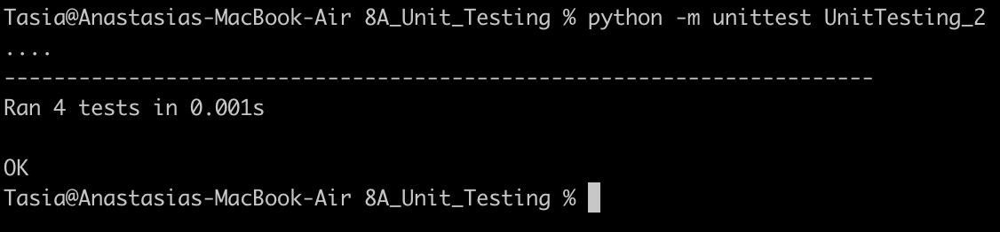 Tasia@Anastasias-MacBook-Air 8A_Unit_Testing % python -m unittest UnitTesting_2
....
----------------------------------------------------------------------
Ran 4 tests in 0.001s
OK
Tasia@Anastasias-MacBook-Air 8A_Unit_Testing %